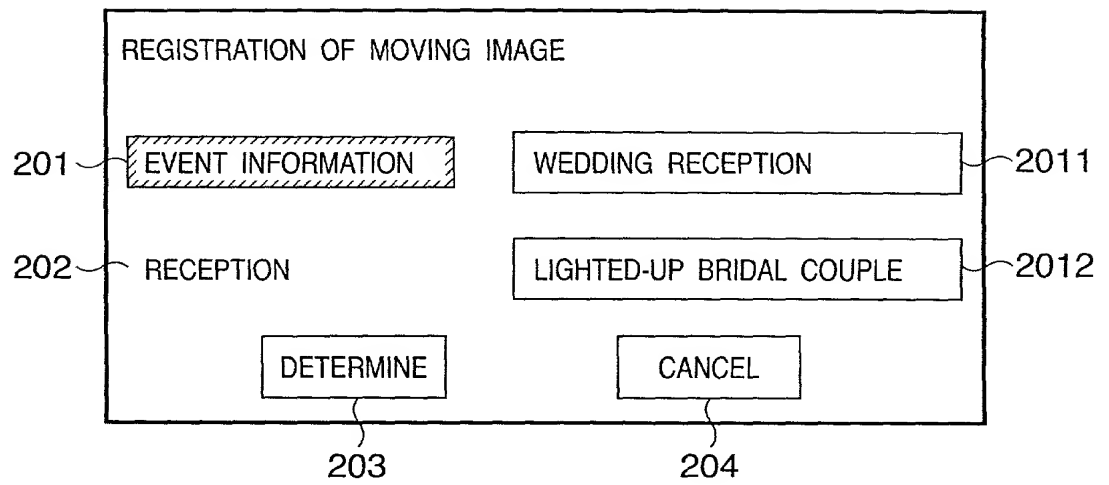 REGISTRATION OF MOVING IMAGE
201 EVENT INFORMATION WEDDING RECEPTION 2011
202 RECEPTION LIGHTED-UP BRIDAL COUPLE 2012
DETERMINE CANCEL
203 204